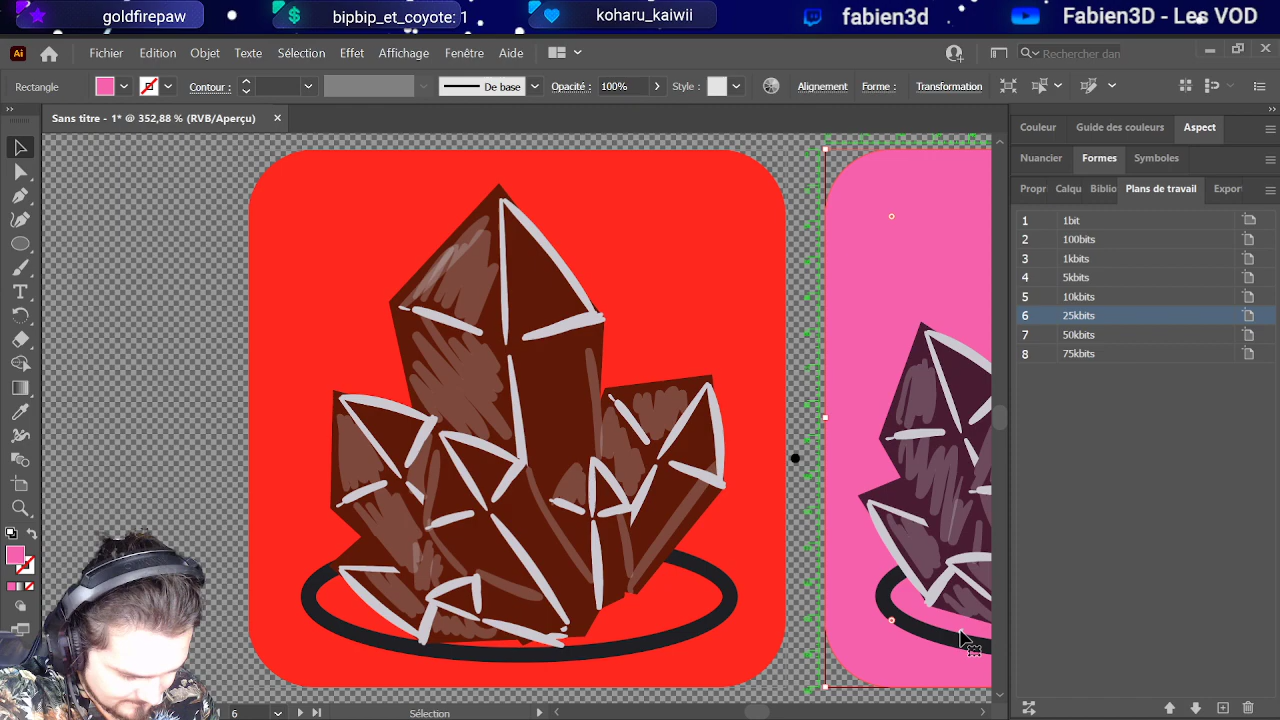 goldfirepaw
bipbip_et_coyote: 1
koharu_kaiwii
fabien3d
Fabien3D - Les VOD
Ai
Fichier
Edition
Objet
Texte
Sélection
Effet
Affichage
Fenêtre
Aide
Rechercher dan
Rectangle
Contour :
De base
Opacité :
100%
Style :
Alignement
Forme :
Transformation
Sans titre - 1* @ 352,88 % (RVB/Aperçu)
Couleur
Guide des couleurs
Aspect
Nuancier
Formes
Symboles
Propr
Calqu
Biblio
Plans de travail
Export
1 1bit
2 100bits
3 1kbits
4 5kbits
5 10kbits
6 25kbits
7 50kbits
8 75kbits
6
Sélection